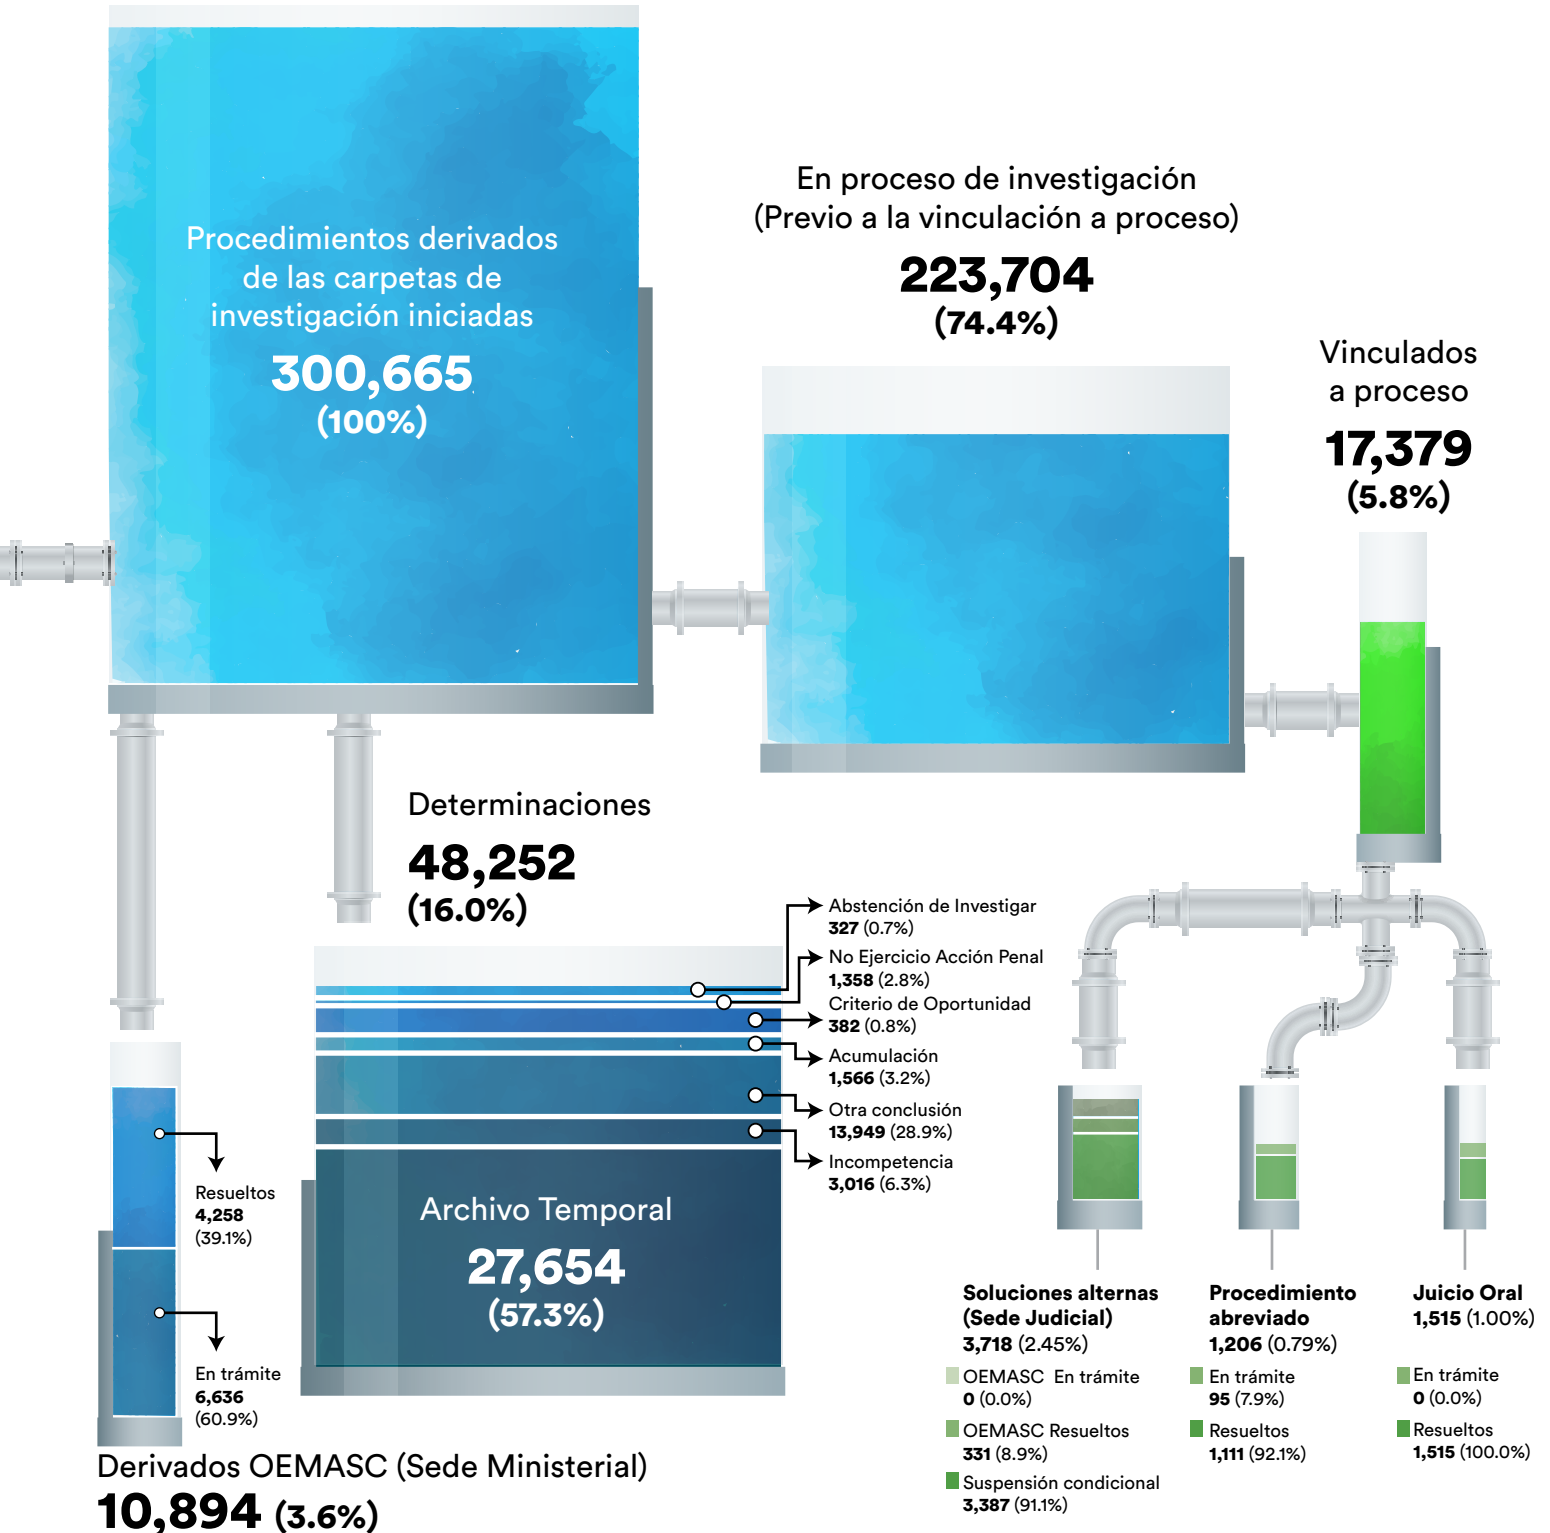 Procedimientos derivados
de las carpetas de
investigación iniciadas
300,665
(100%)
En proceso de investigación
(Previo a la vinculación a proceso)
223,704
(74.4%)
Vinculados
a proceso
17,379
(5.8%)
Determinaciones
48,252
(16.0%)
Abstención de Investigar
327 (0.7%)
No Ejercicio Acción Penal
1,358 (2.8%)
Criterio de Oportunidad
382 (0.8%)
Acumulación
1,566 (3.2%)
Otra conclusión
13,949 (28.9%)
Incompetencia
3,016 (6.3%)
Archivo Temporal
27,654
(57.3%)
Resueltos
4,258
(39.1%)
En trámite
6,636
(60.9%)
Derivados OEMASC (Sede Ministerial)
10,894 (3.6%)
Soluciones alternas
(Sede Judicial)
3,718 (2.45%)
OEMASC En trámite
0 (0.0%)
OEMASC Resueltos
331 (8.9%)
Suspensión condicional
3,387 (91.1%)
Procedimiento
abreviado
1,206 (0.79%)
En trámite
95 (7.9%)
Resueltos
1,111 (92.1%)
Juicio Oral
1,515 (1.00%)
En trámite
0 (0.0%)
Resueltos
1,515 (100.0%)